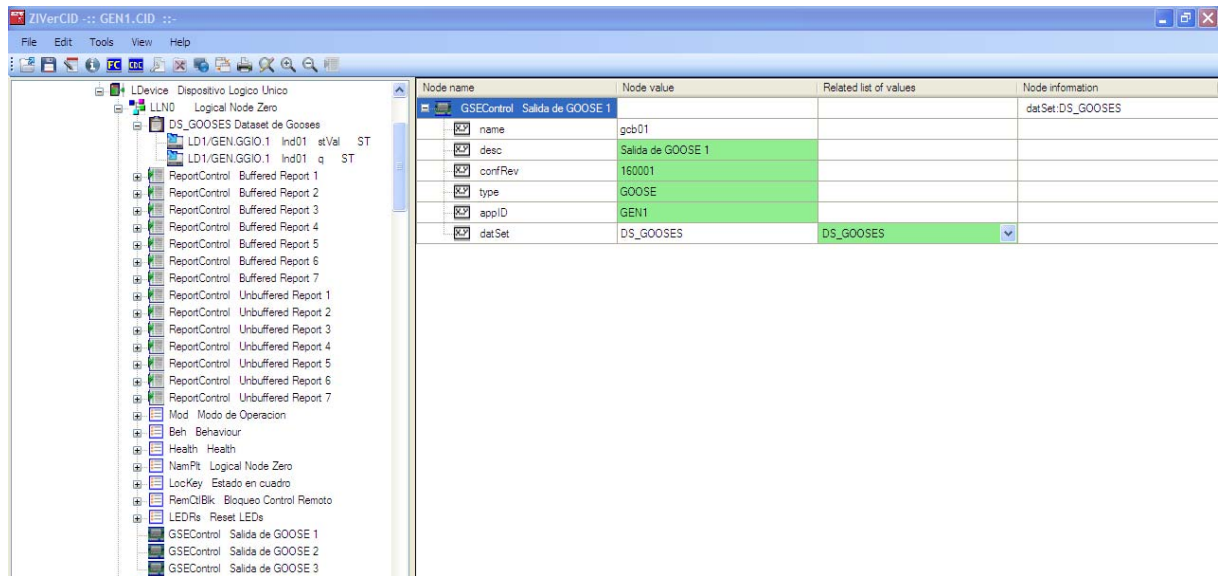 ZIVerCID -:: GEN1.CID ::-
File Edit Tools View Help
FC CDC
LDevice Dispositivo Logico Unico
LLN0 Logical Node Zero
DS_GOOSES Dataset de Gooses
LD1/GEN.GGIO.1 Ind01 stVal ST
LD1/GEN.GGIO.1 Ind01 q ST
ReportControl Buffered Report 1
ReportControl Buffered Report 2
ReportControl Buffered Report 3
ReportControl Buffered Report 4
ReportControl Buffered Report 5
ReportControl Buffered Report 6
ReportControl Buffered Report 7
ReportControl Unbuffered Report 1
ReportControl Unbuffered Report 2
ReportControl Unbuffered Report 3
ReportControl Unbuffered Report 4
ReportControl Unbuffered Report 5
ReportControl Unbuffered Report 6
ReportControl Unbuffered Report 7
Mod Modo de Operacion
Beh Behaviour
Health Health
NamPlt Logical Node Zero
LocKey Estado en cuadro
RemCtlBlk Bloqueo Control Remoto
LEDRs Reset LEDs
GSEControl Salida de GOOSE 1
GSEControl Salida de GOOSE 2
GSEControl Salida de GOOSE 3
Node name Node value Related list of values Node information
GSEControl Salida de GOOSE 1 datSet:DS_GOOSES
name gcb01
desc Salida de GOOSE 1
confRev 160001
type GOOSE
appID GEN1
datSet DS_GOOSES DS_GOOSES